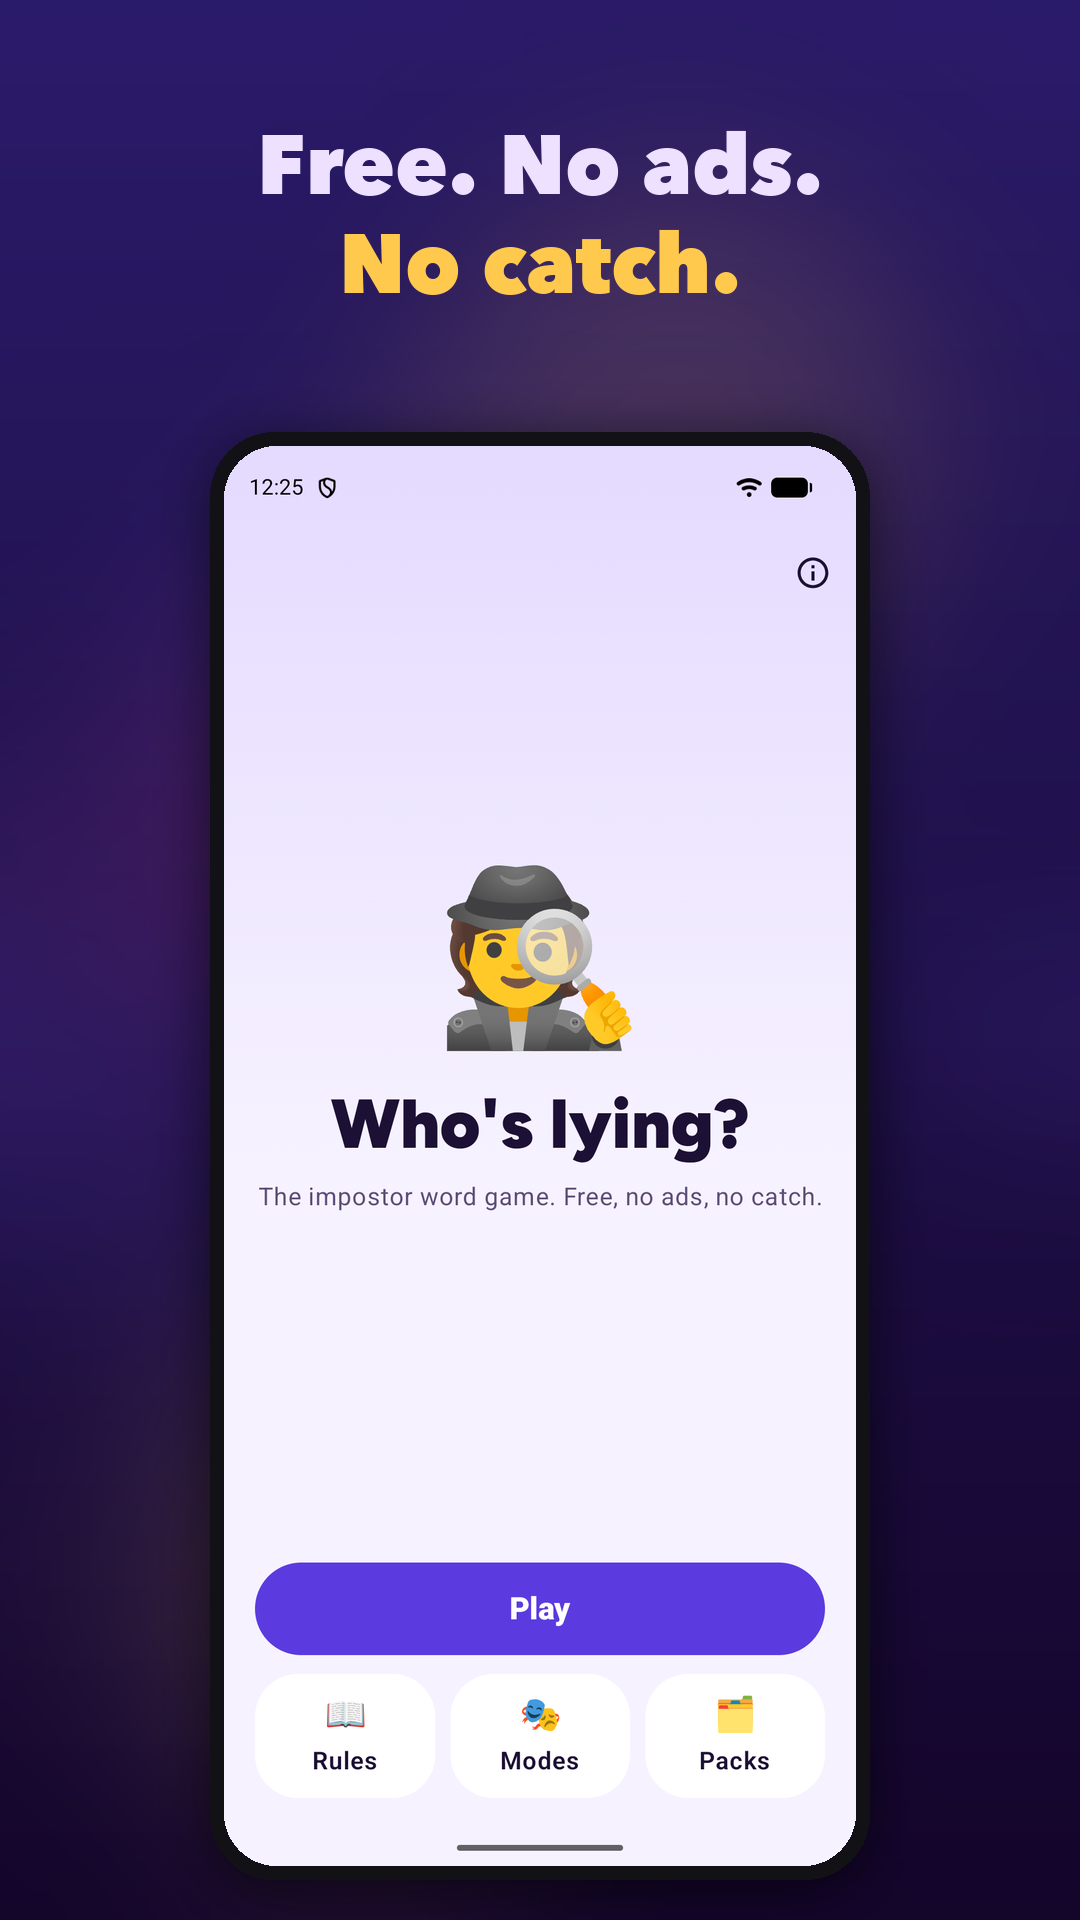 Free. No ads.
No catch.
12:25
Who's lying?
The impostor word game. Free, no ads, no catch.
Play
Rules
Modes
Packs